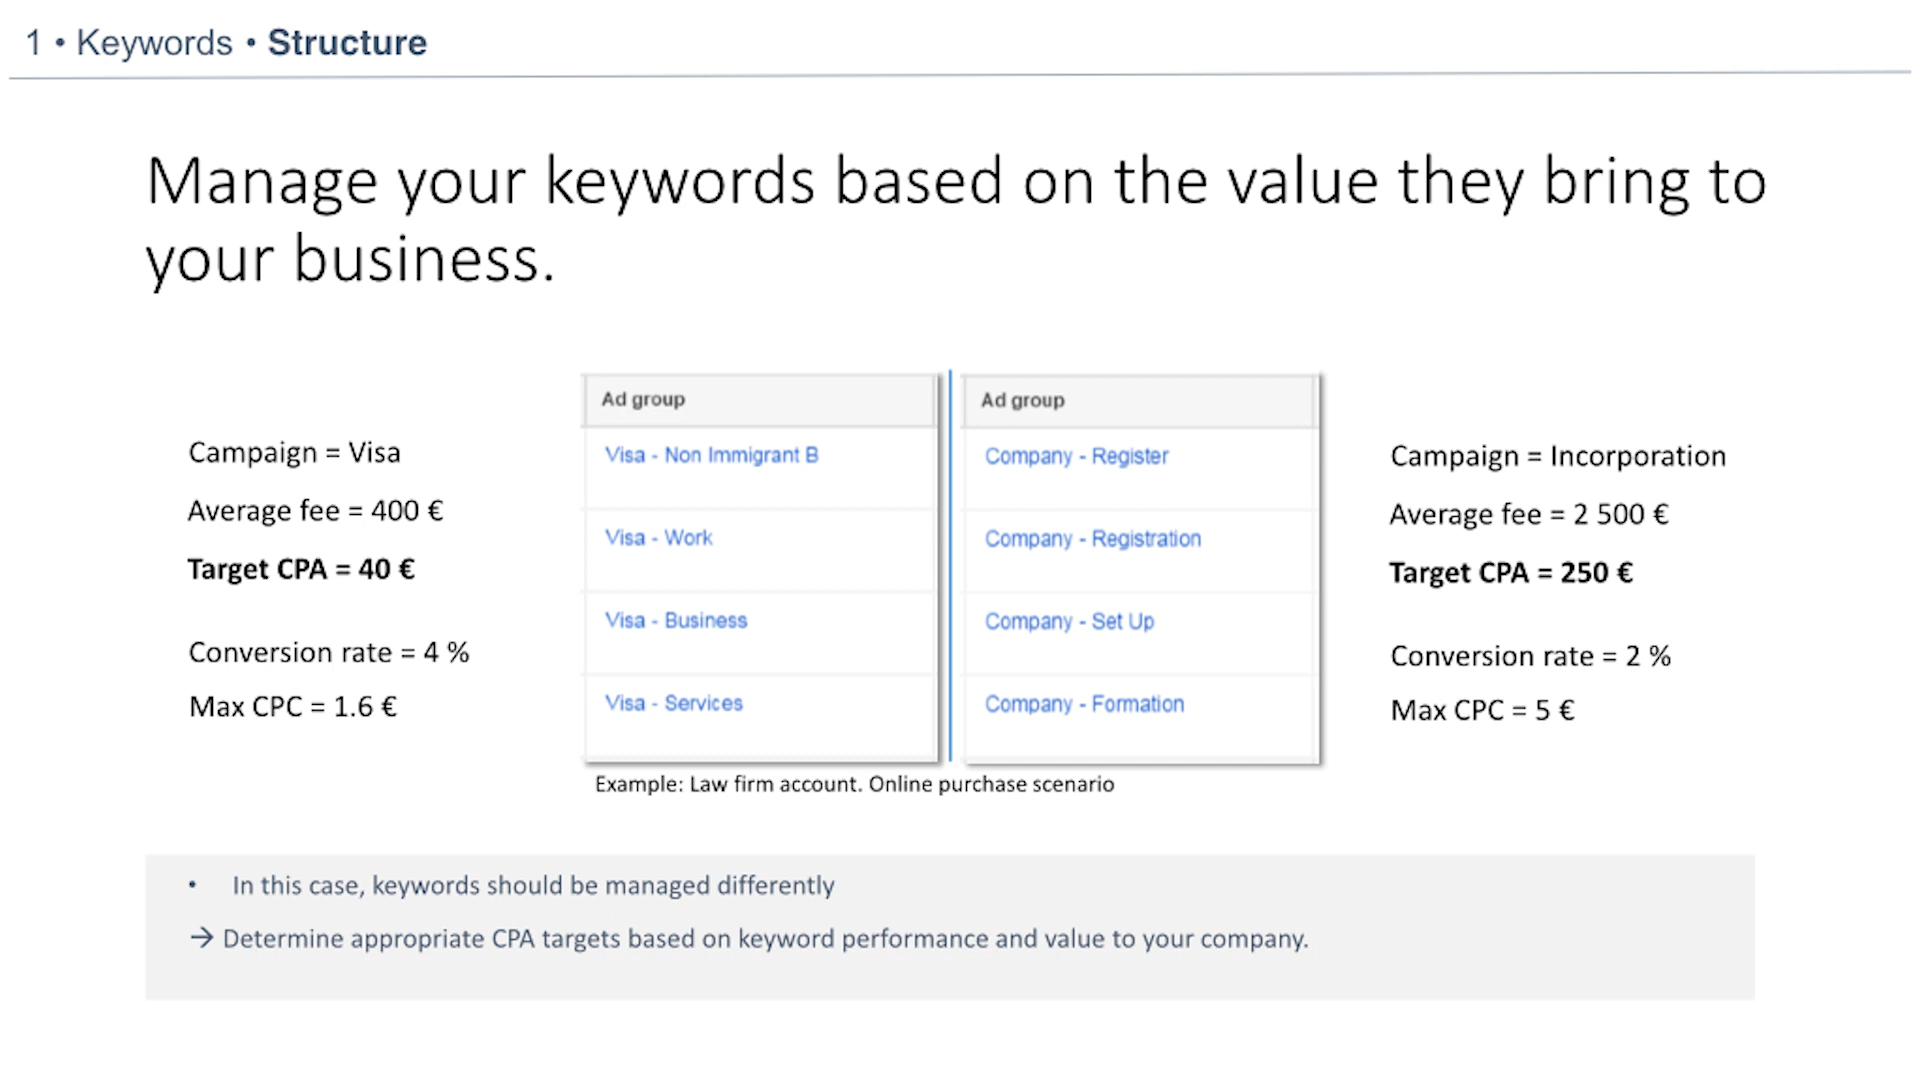 1 • Keywords • Structure
Manage your keywords based on the value they bring to
your business.
Campaign = Visa
Average fee = 400 €
Target CPA = 40 €
Conversion rate = 4 %
Max CPC = 1.6 €
Ad group
Visa - Non Immigrant B
Visa - Work
Visa - Business
Visa - Services
Ad group
Company - Register
Company - Registration
Company - Set Up
Company - Formation
Campaign = Incorporation
Average fee = 2 500 €
Target CPA = 250 €
Conversion rate = 2 %
Max CPC = 5 €
Example: Law firm account. Online purchase scenario
• In this case, keywords should be managed differently
→ Determine appropriate CPA targets based on keyword performance and value to your company.